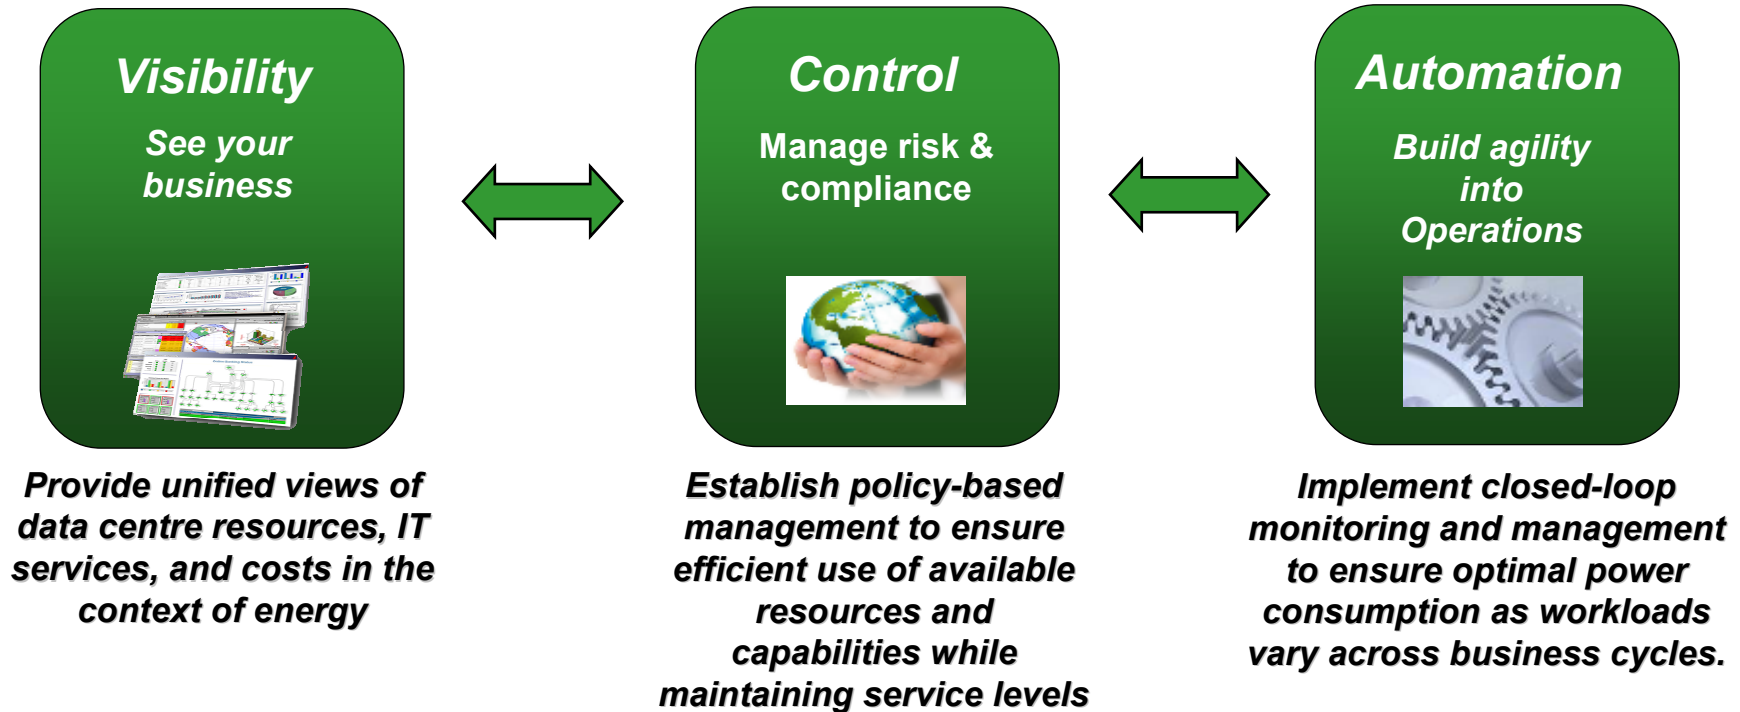 Visibility
See your
business
Provide unified views of
data centre resources, IT
services, and costs in the
context of energy
Control
Manage risk &
compliance
Establish policy-based
management to ensure
efficient use of available
resources and
capabilities while
maintaining service levels
Automation
Build agility
into
Operations
Implement closed-loop
monitoring and management
to ensure optimal power
consumption as workloads
vary across business cycles.